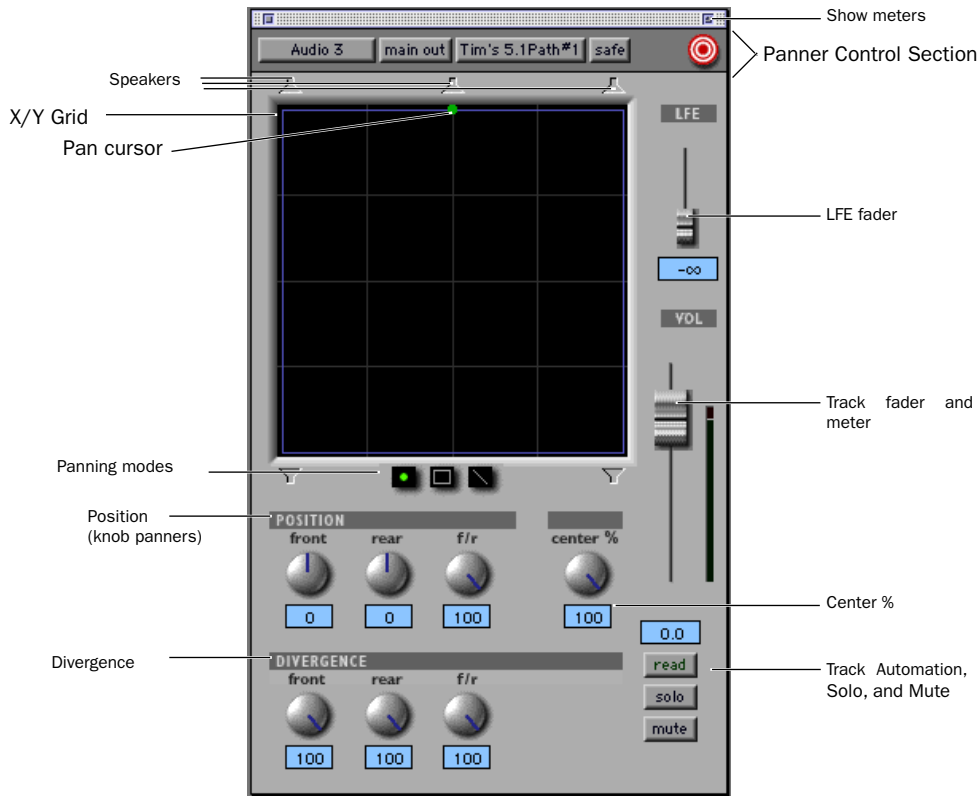 Show meters
Audio 3 main out Tim's 5.1Path#1 safe
Panner Control Section
Speakers
X/Y Grid
LFE
Pan cursor
LFE fader
-∞
VOL
Track fader and
meter
Panning modes
Position
(knob panners)
POSITION
front rear f/r center %
0 0 100 100
Center %
0.0
Divergence
DIVERGENCE
read
Track Automation,
Solo, and Mute
front rear f/r
solo
mute
100 100 100